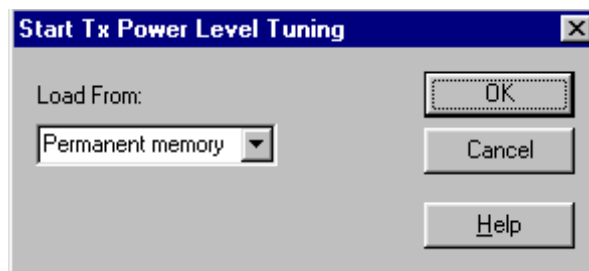 Start Tx Power Level Tuning
Load From:
Permanent memory
OK
Cancel
Help